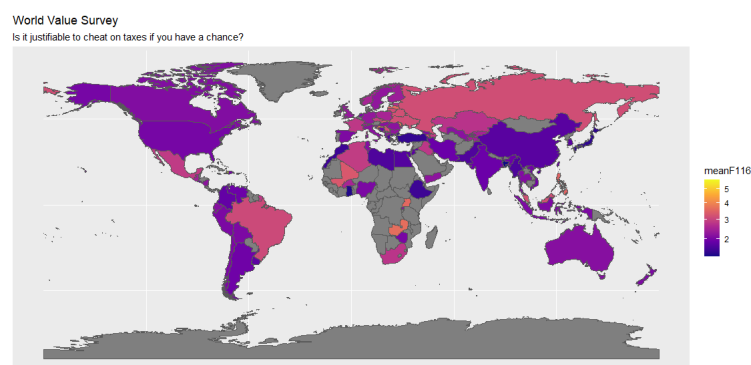 World Value Survey
Is it justifiable to cheat on taxes if you have a chance?
meanF116
5
4
3
2